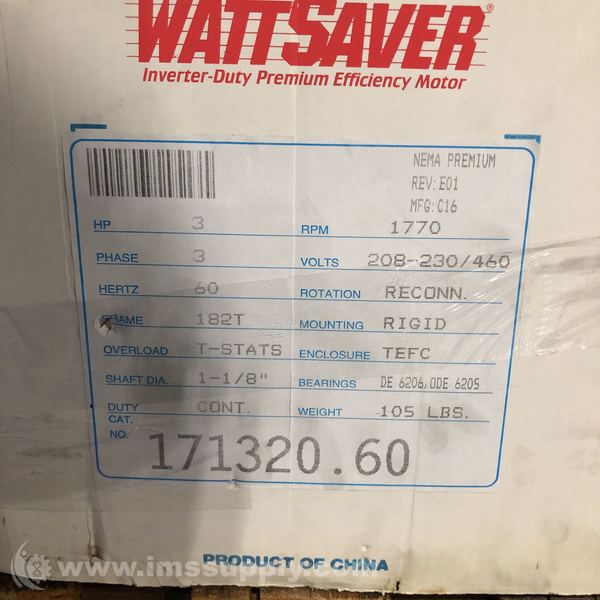 WATTSAVER®
Inverter-Duty Premium Efficiency Motor
NEMA PREMIUM
REV: E01
MFG: C16
HP 3 RPM 1770
PHASE 3 VOLTS 208-230/460
HERTZ 60 ROTATION RECONN.
FRAME 182T MOUNTING RIGID
OVERLOAD T-STATS ENCLOSURE TEFC
SHAFT DIA. 1-1/8" BEARINGS DE 6206,ODE 6205
DUTY CONT. WEIGHT 105 LBS.
CAT.
NO. 171320.60
PRODUCT OF CHINA
www.imssupply.com